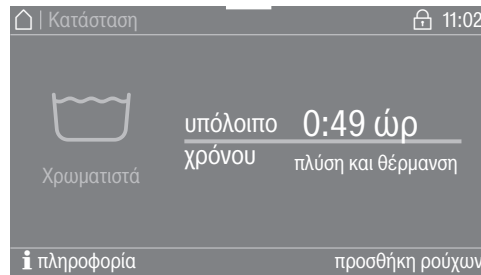 | Κατάσταση
11:02
υπόλοιπο 0:49 ώρ
χρόνου πλύση και θέρμανση
Χρωματιστά
i πληροφορία
προσθήκη ρούχων